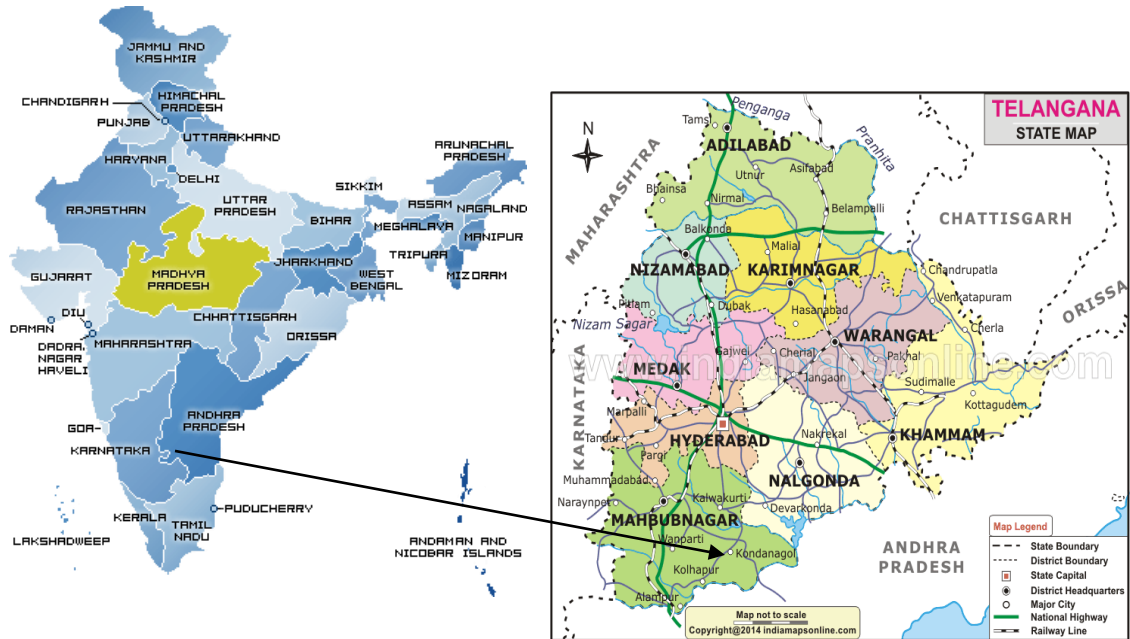 JAMMU AND
KASHMIR
CHANDIGARH
HIMACHAL
PRADESH
PUNJAB
UTTARAKHAND
HARYANA
DELHI
ARUNACHAL
PRADESH
SIKKIM
RAJASTHAN
UTTAR
PRADESH
ASSAM
NAGALAND
BIHAR
MEGHALAYA
MANIPUR
TRIPURA
MIZORAM
JHARKHAND
WEST
BENGAL
GUJARAT
MADHYA
PRADESH
CHHATTISGARH
ORISSA
DIU
DAMAN
DADRA,
NAGAR
HAVELI
MAHARASHTRA
ANDHRA
PRADESH
GOA
KARNATAKA
PUDUCHERRY
KERALA
TAMIL
NADU
LAKSHADWEEP
ANDAMAN AND
NICOBAR ISLANDS
TELANGANA
STATE MAP
N
Penganga
Tamsi
Pranhita
ADILABAD
Utnur
Asifabad
Bhainsa
Nirmal
Belampalli
MAHARASHTRA
CHATTISGARH
Balkonda
Malial
NIZAMABAD
KARIMNAGAR
Chandrupatla
Venkatapuram
ORISSA
Pitlam
Dubak
Hasanabad
Nizam Sagar
WARANGAL
Cherla
Gajwel
Cherial
Pakhal
www.indiamapsonline.com
MEDAK
Jangaon
Sudimalle
KARNATAKA
Marpalli
Kottagudem
Tandur
HYDERABAD
Nakrekal
KHAMMAM
Pargi
Muhammadabad
NALGONDA
Naraynpet
Kalwakurti
Devarkonda
MAHBUBNAGAR
Wanparti
Kondanagol
ANDHRA
PRADESH
Kolhapur
Alampur
Map not to scale
Copyright@2014 indiamapsonline.com
Map Legend
State Boundary
District Boundary
State Capital
District Headquarters
Major City
National Highway
Railway Line